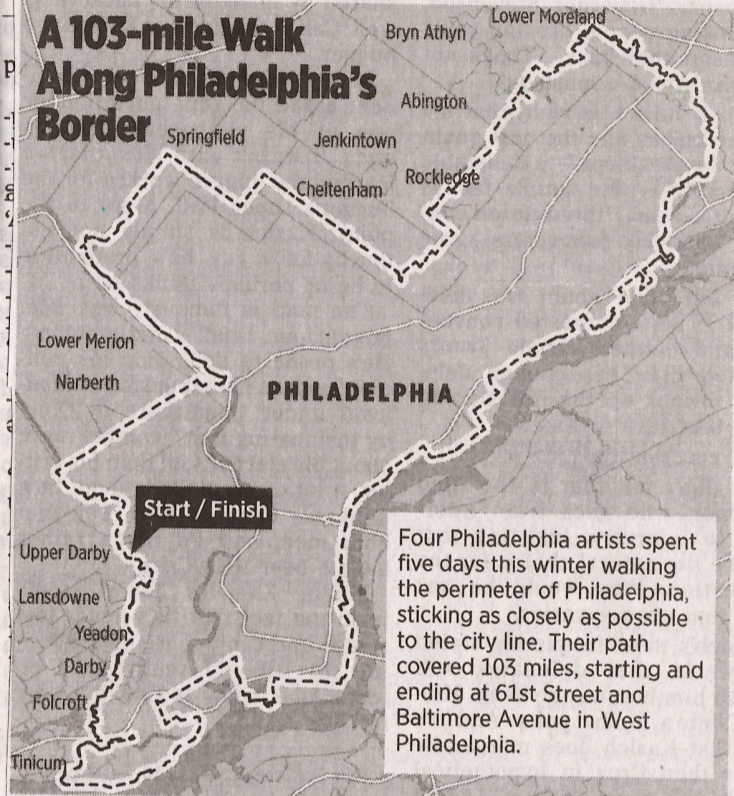 A 103-mile Walk
Along Philadelphia's
Border
Lower Moreland
Bryn Athyn
Abington
Springfield
Jenkintown
Rockledge
Cheltenham
Lower Merion
Narberth
PHILADELPHIA
Start / Finish
Upper Darby
Lansdowne
Yeadon
Darby
Folcroft
Tinicum
Four Philadelphia artists spent
five days this winter walking
the perimeter of Philadelphia,
sticking as closely as possible
to the city line. Their path
covered 103 miles, starting and
ending at 61st Street and
Baltimore Avenue in West
Philadelphia.